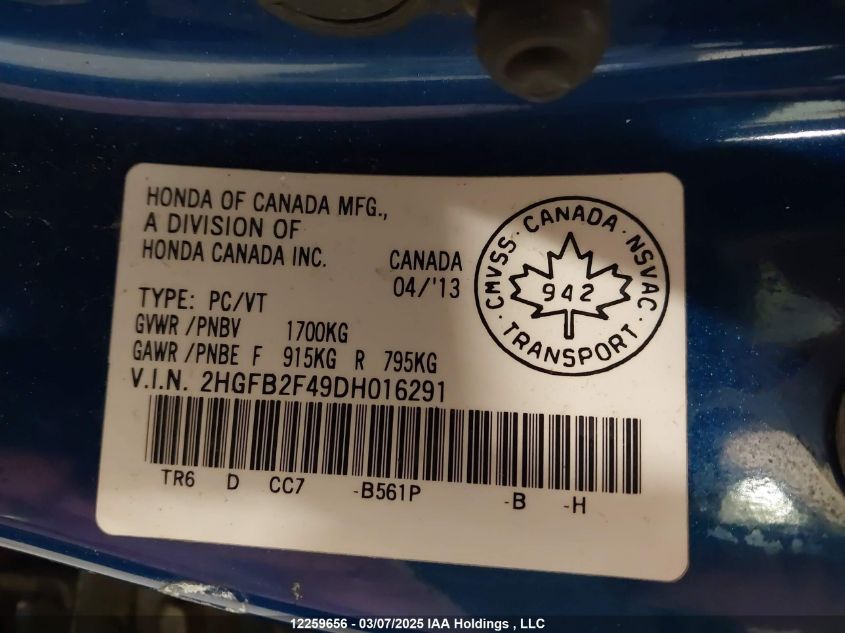 HONDA OF CANADA MFG.,
A DIVISION OF
HONDA CANADA INC.
CANADA
04/'13
TYPE: PC/VT
GVWR /PNBV 1700KG
GAWR /PNBE F 915KG R 795KG
V.I.N. 2HGFB2F49DH016291
TR6 D CC7 -B561P -B -H
CMVSS · CANADA · NSVAC · TRANSPORT ·
942
12259656 - 03/07/2025 IAA Holdings , LLC